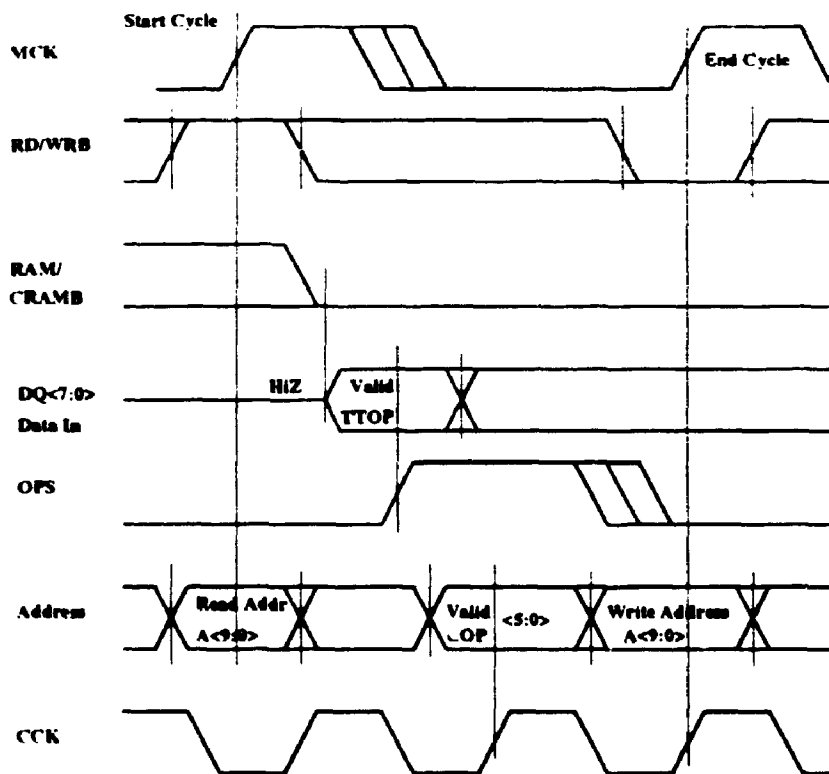 Start Cycle
MCK
End Cycle
RD/WRB
RAM/
CRAMB
HiZ
Valid
DQ<7:0>
TTOP
Data In
OPS
Read Addr
Valid
<5:0>
Write Address
Address
A<9:0>
A<9:0>
CCK